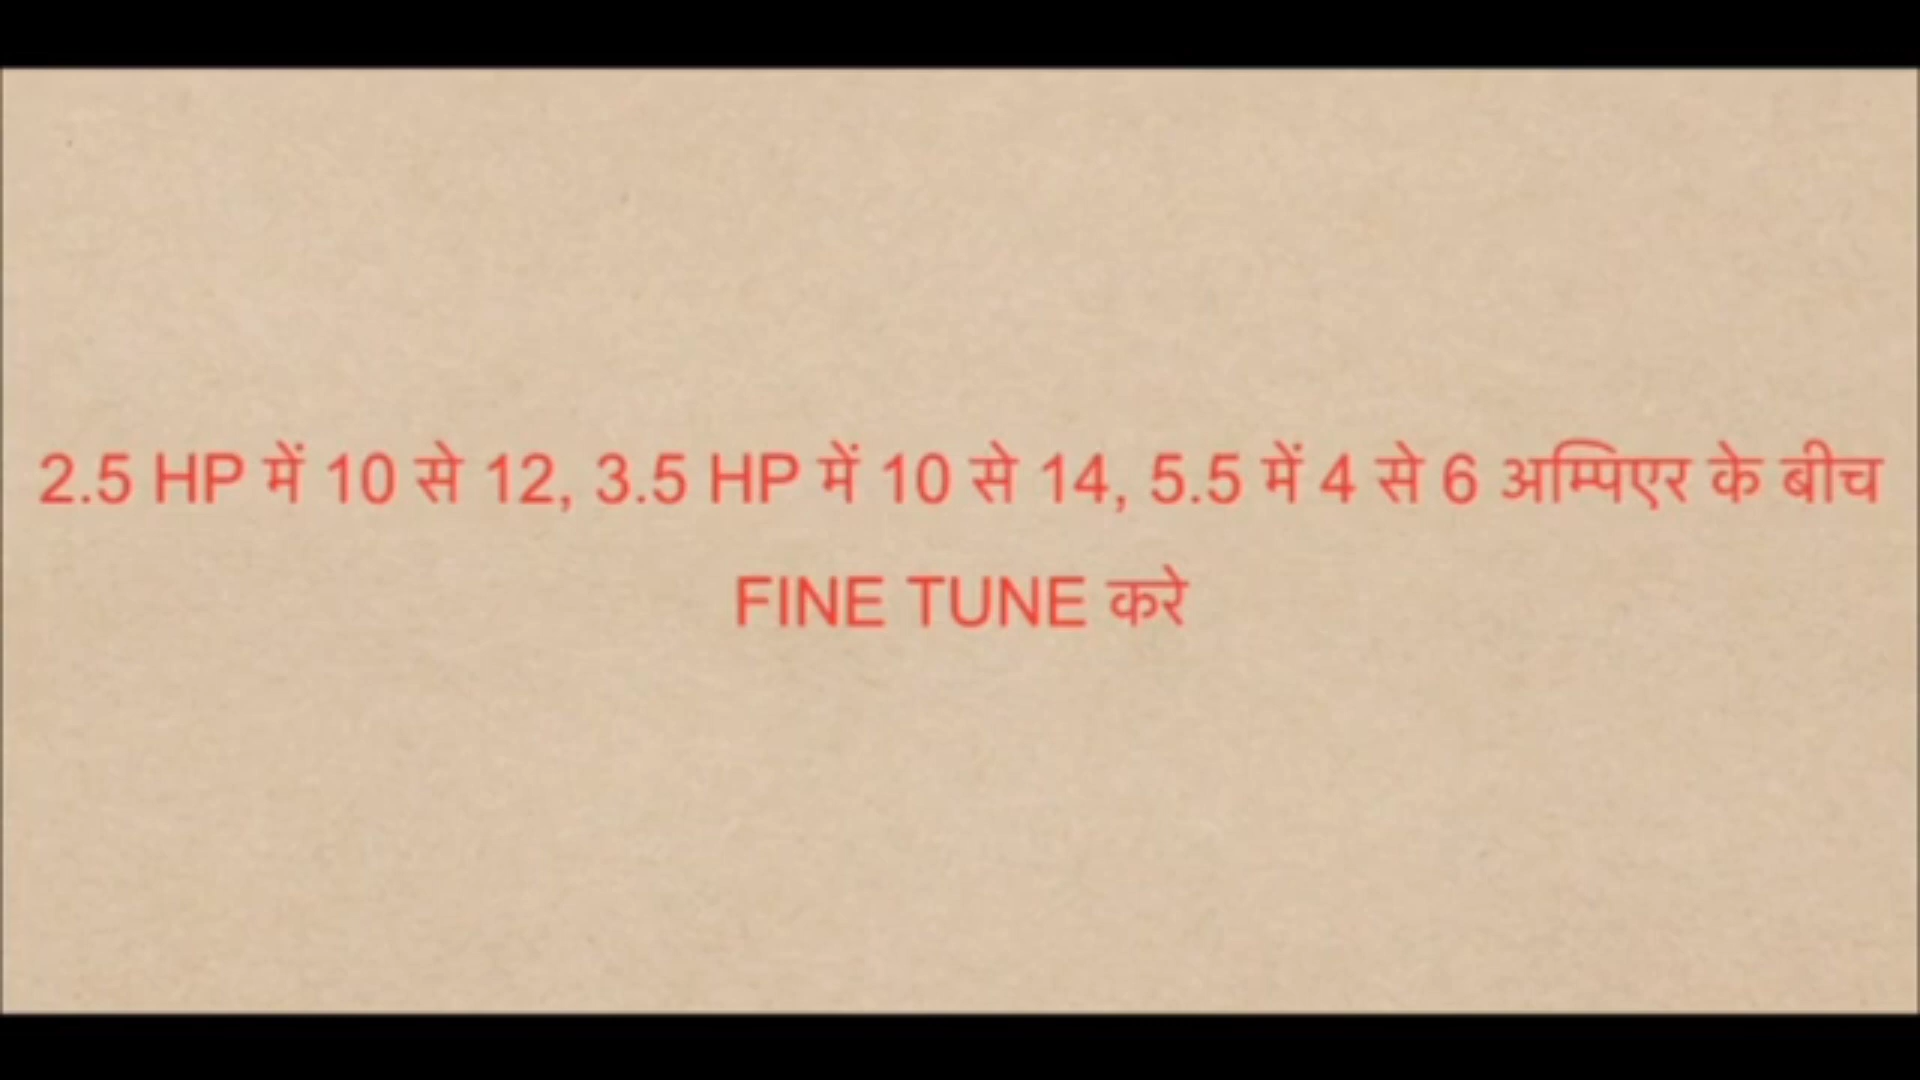 2.5 HP में 10 से 12, 3.5 HP में 10 से 14, 5.5 में 4 से 6 अम्पिएर के बीच
FINE TUNE करे